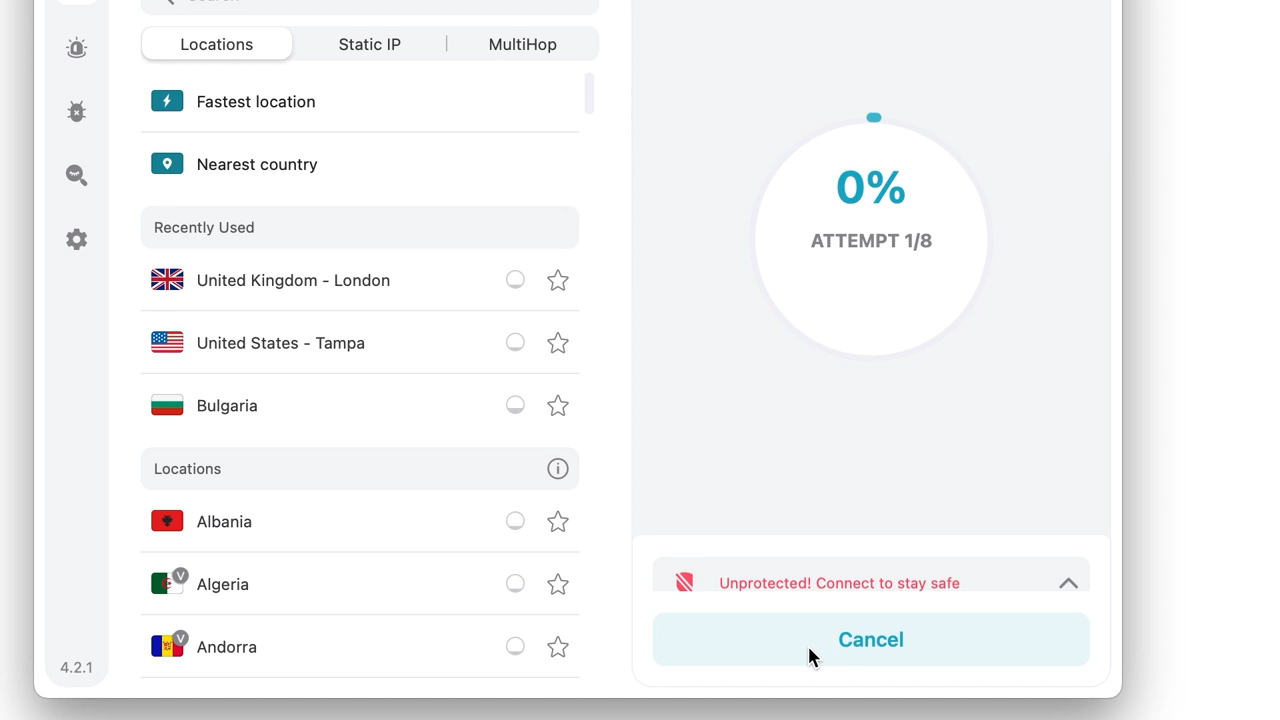 Locations
Static IP
MultiHop
Fastest location
Nearest country
Recently Used
United Kingdom - London
United States - Tampa
Bulgaria
Locations
Albania
V
Algeria
V
Andorra
4.2.1
0%
ATTEMPT 1/8
Unprotected! Connect to stay safe
Cancel